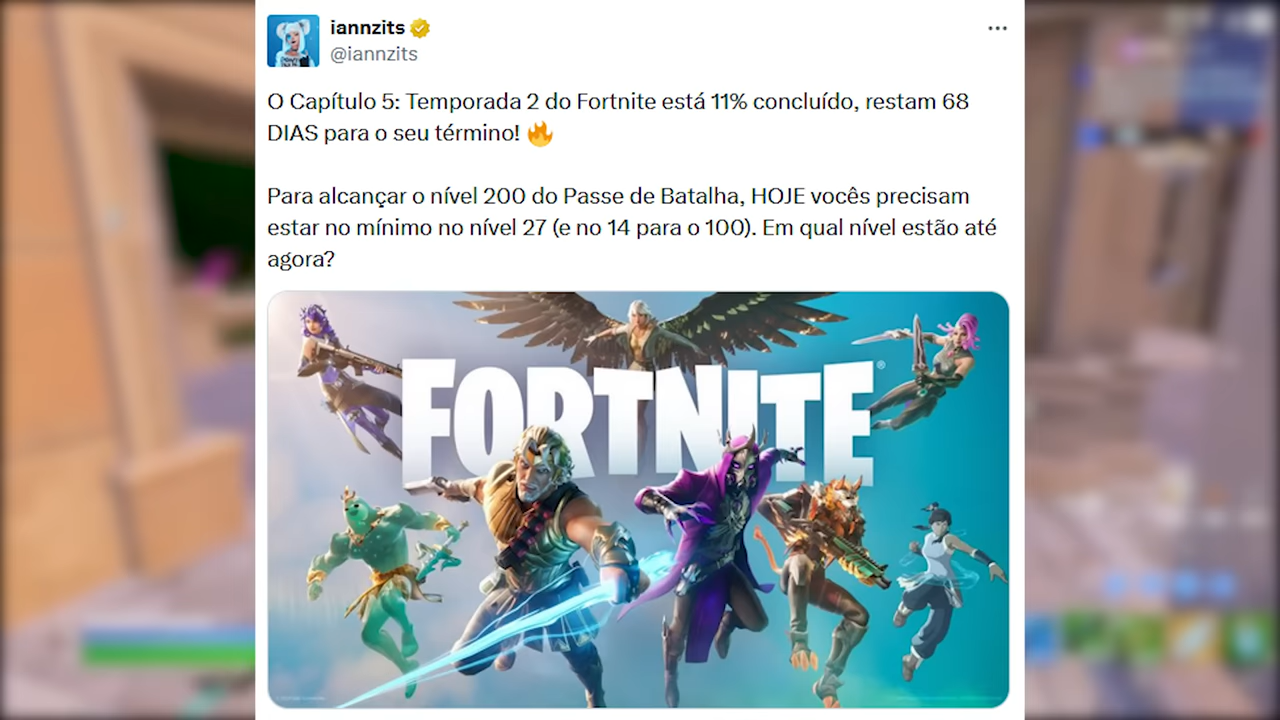 iannzits
@iannzits
O Capítulo 5: Temporada 2 do Fortnite está 11% concluído, restam 68
DIAS para o seu término! 🔥
Para alcançar o nível 200 do Passe de Batalha, HOJE vocês precisam
estar no mínimo no nível 27 (e no 14 para o 100). Em qual nível estão até
agora?
FORTNITE®